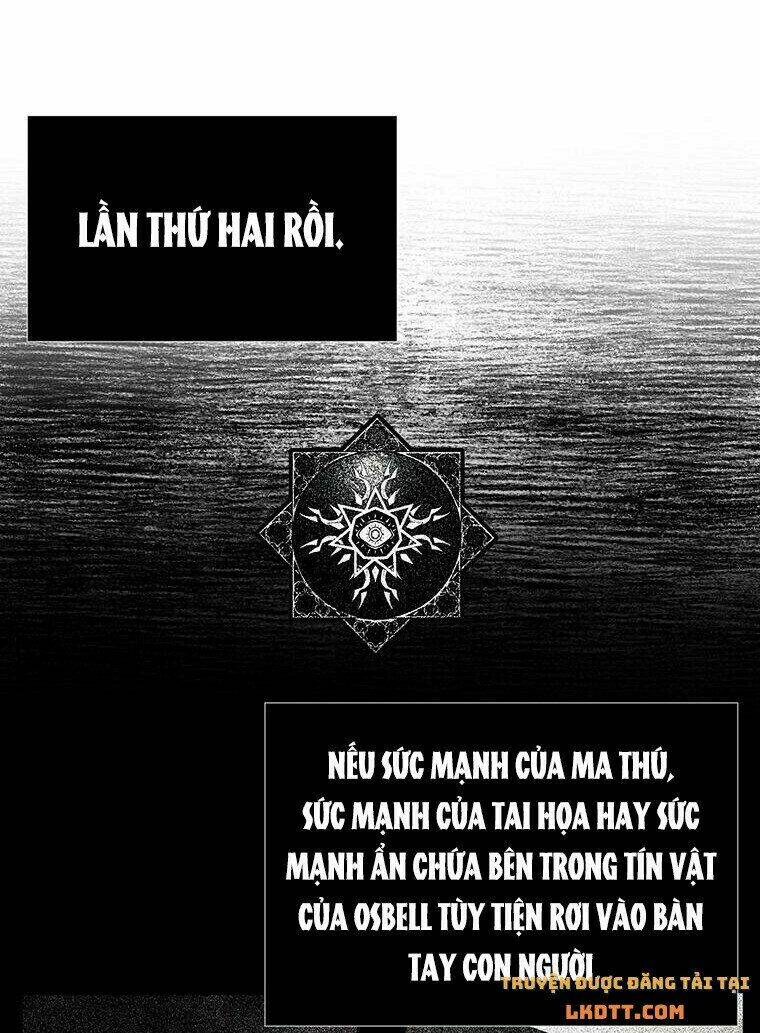 LẦN THỨ HAI RỒI.
NẾU SỨC MẠNH CỦA MA THÚ,
SỨC MẠNH CỦA TAI HỌA HAY SỨC
MẠNH ẨN CHỨA BÊN TRONG TÍN VẬT
CỦA OSBELL TÙY TIỆN RƠI VÀO BÀN
TAY CON NGƯỜI
TRUYỆN ĐƯỢC ĐĂNG TẢI TẠI
LKDTT.COM